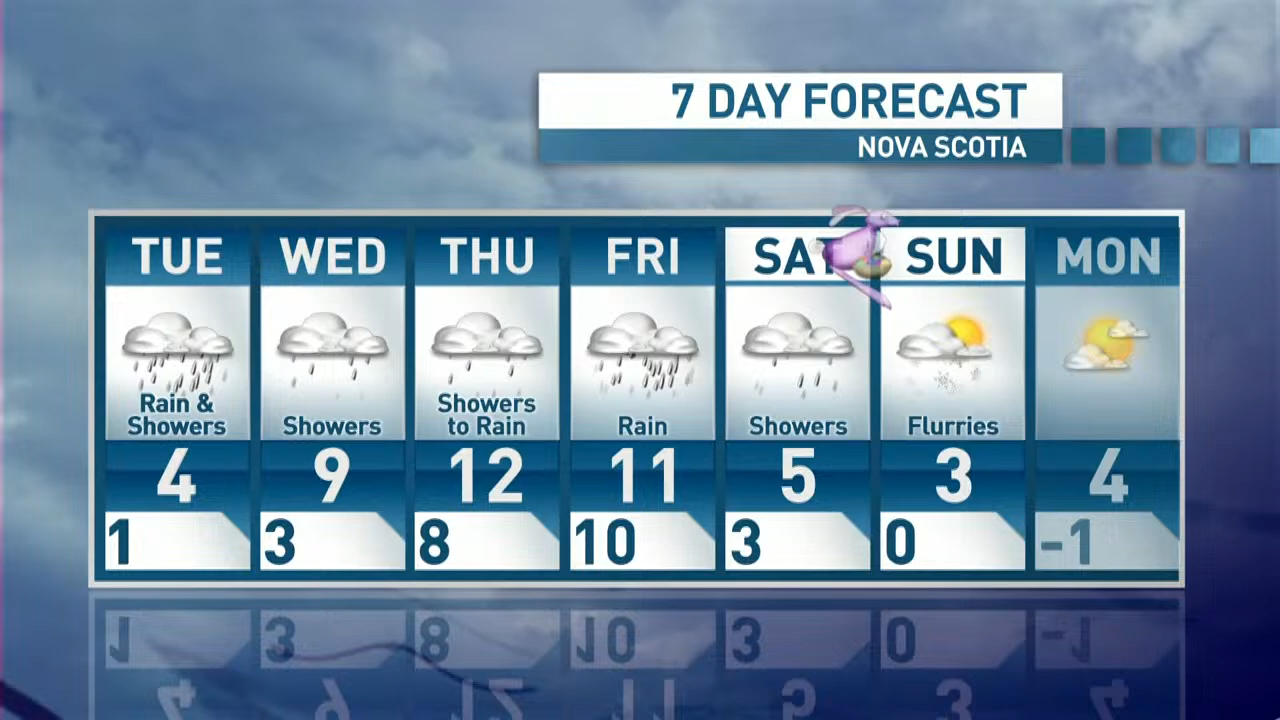 7 DAY FORECAST
NOVA SCOTIA
TUE WED THU FRI SAT SUN MON
Rain & Showers
Showers
Showers to Rain
Rain
Showers
Flurries
4 9 12 11 5 3 4
1 3 8 10 3 0 -1